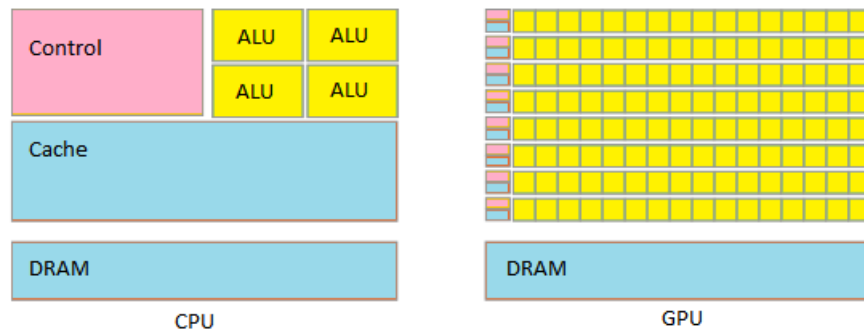 Control
ALU ALU
ALU ALU
Cache
DRAM
CPU
DRAM
GPU